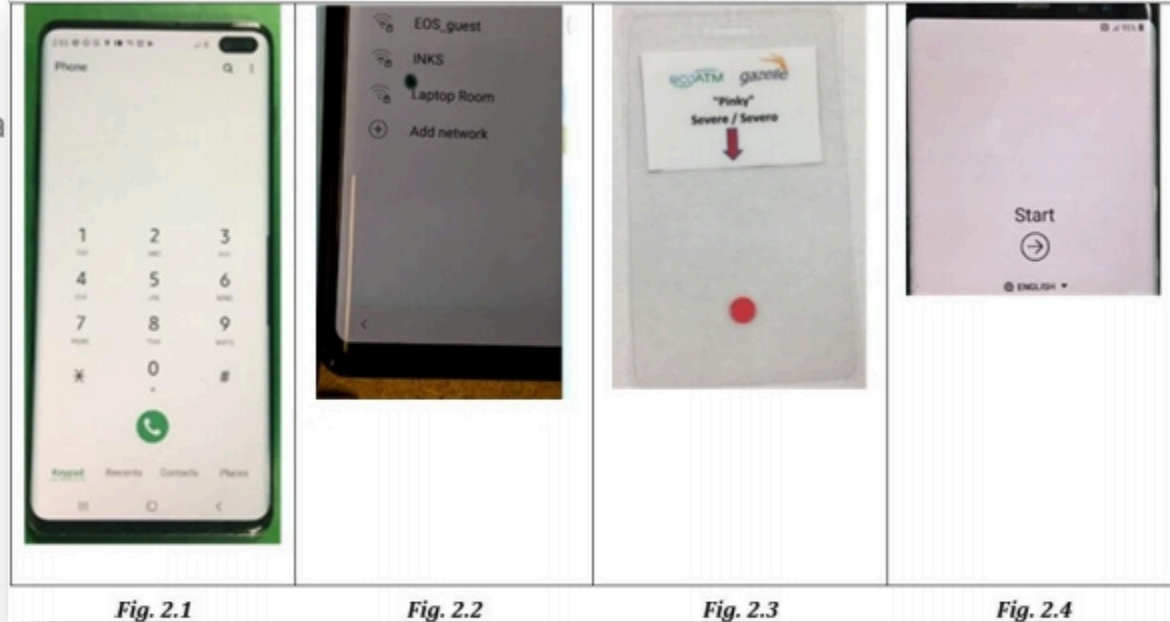 Phone
1
2
3
4
5
6
7
8
9
*
0
#
Keypad Recents Contacts Places
Fig. 2.1
EOS_guest
INKS
Laptop Room
Add network
Fig. 2.2
ecoATM gazelle
"Pinky"
Severe / Severo
Fig. 2.3
95%
Start
ENGLISH
Fig. 2.4